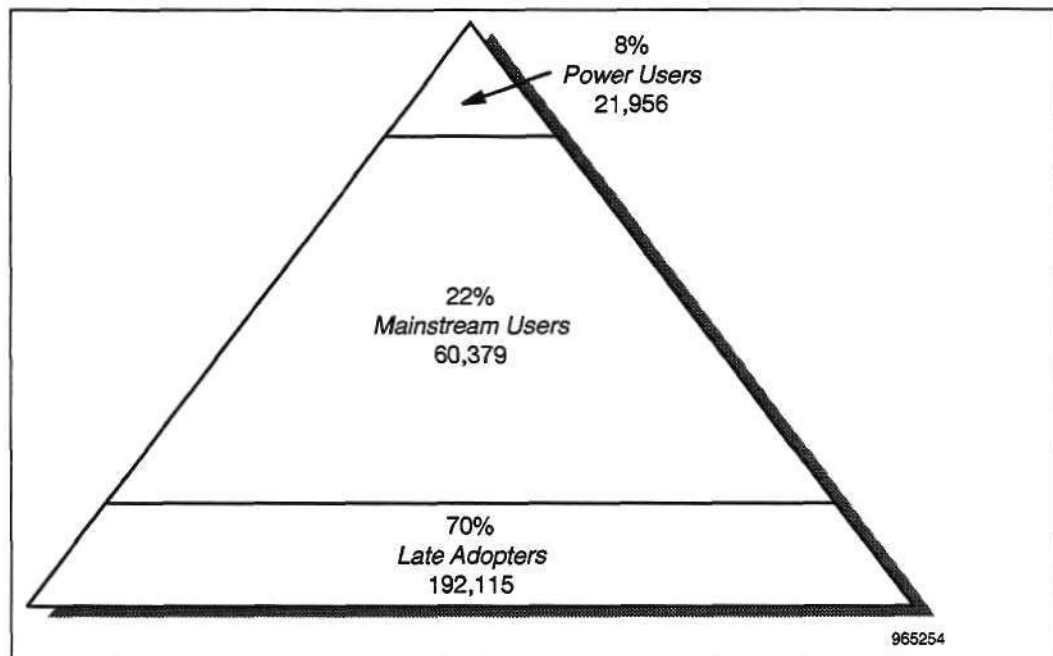 8%
Power Users
21,956
22%
Mainstream Users
60,379
70%
Late Adopters
192,115
965254